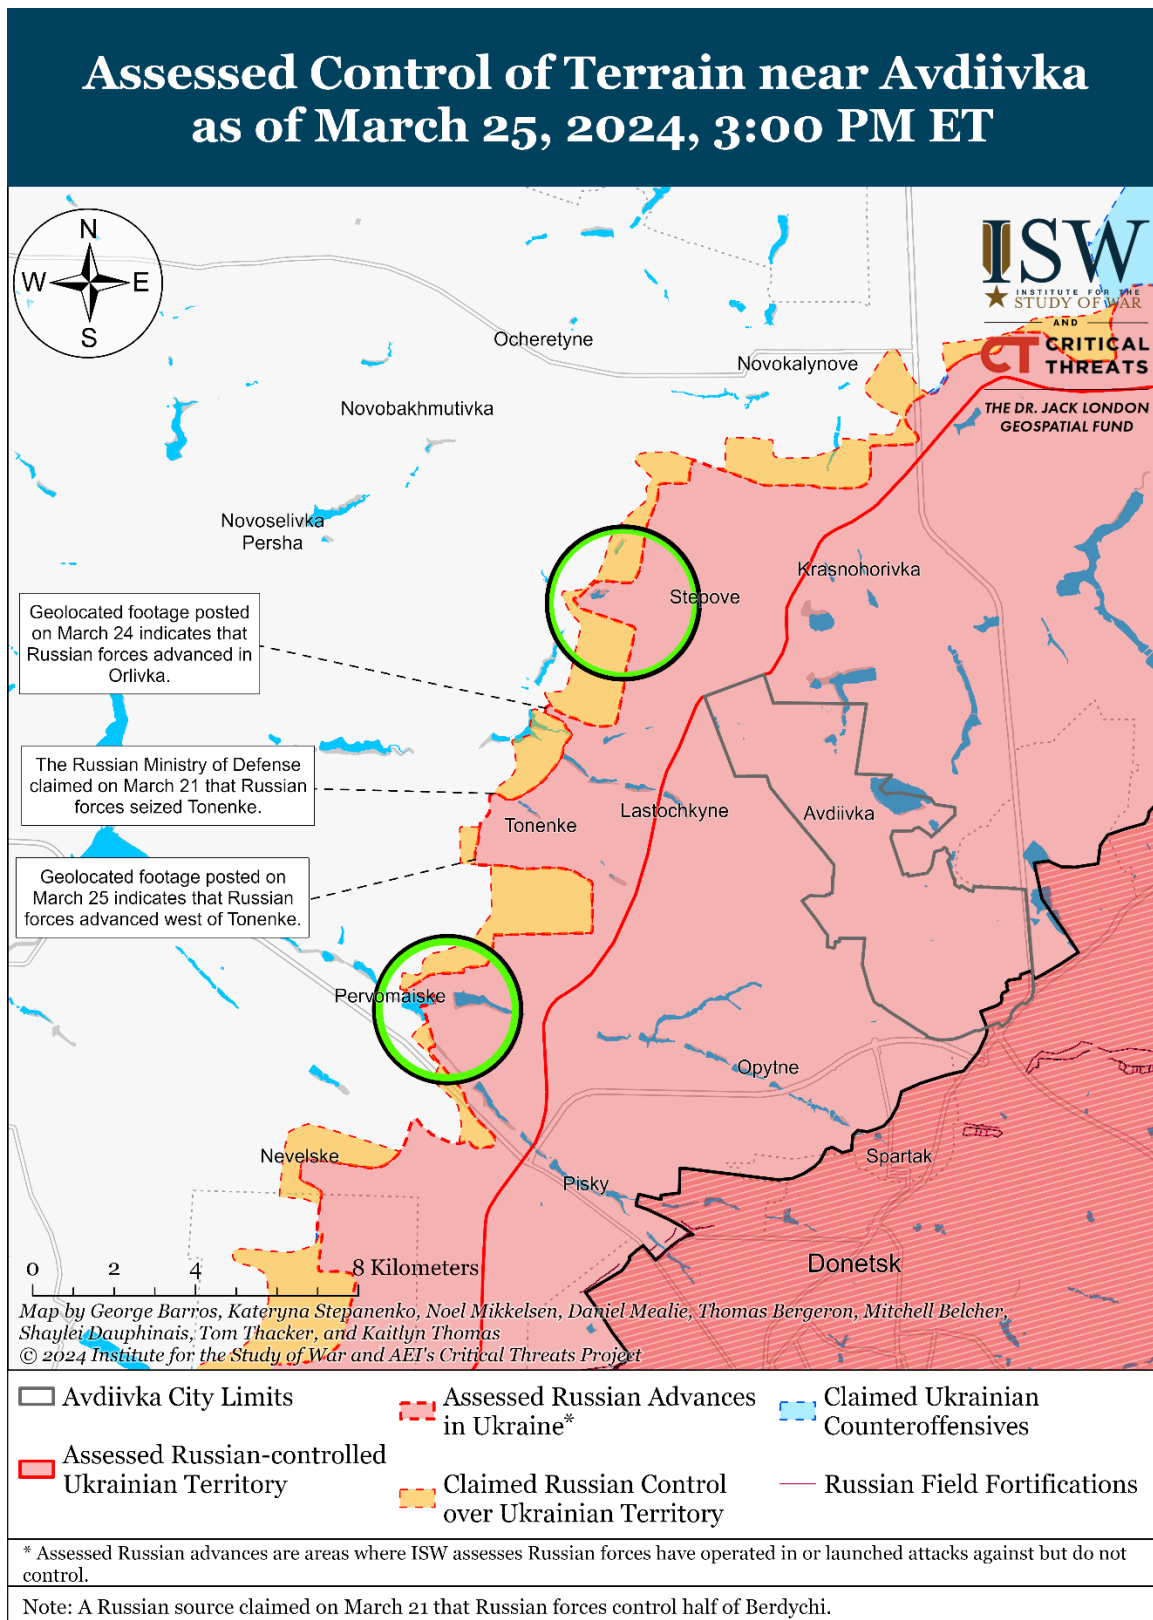 Assessed Control of Terrain near Avdiivka
as of March 25, 2024, 3:00 PM ET
N
W E
S
ISW
INSTITUTE FOR THE
STUDY OF WAR
AND
CT CRITICAL
THREATS
THE DR. JACK LONDON
GEOSPATIAL FUND
Ocheretyne
Novokalynove
Novobakhmutivka
Novoselivka
Persha
Krasnohorivka
Stepove
Geolocated footage posted
on March 24 indicates that
Russian forces advanced in
Orlivka.
The Russian Ministry of Defense
claimed on March 21 that Russian
forces seized Tonenke.
Lastochkyne
Avdiivka
Tonenke
Geolocated footage posted on
March 25 indicates that Russian
forces advanced west of Tonenke.
Pervomaiske
Opytne
Nevelske
Spartak
Pisky
Donetsk
0 2 4 8 Kilometers
Map by George Barros, Kateryna Stepanenko, Noel Mikkelsen, Daniel Mealie, Thomas Bergeron, Mitchell Belcher,
Shaylei Dauphinais, Tom Thacker, and Kaitlyn Thomas
© 2024 Institute for the Study of War and AEI's Critical Threats Project
Avdiivka City Limits
Assessed Russian-controlled
Ukrainian Territory
Assessed Russian Advances
in Ukraine*
Claimed Russian Control
over Ukrainian Territory
Claimed Ukrainian
Counteroffensives
Russian Field Fortifications
* Assessed Russian advances are areas where ISW assesses Russian forces have operated in or launched attacks against but do not
control.
Note: A Russian source claimed on March 21 that Russian forces control half of Berdychi.